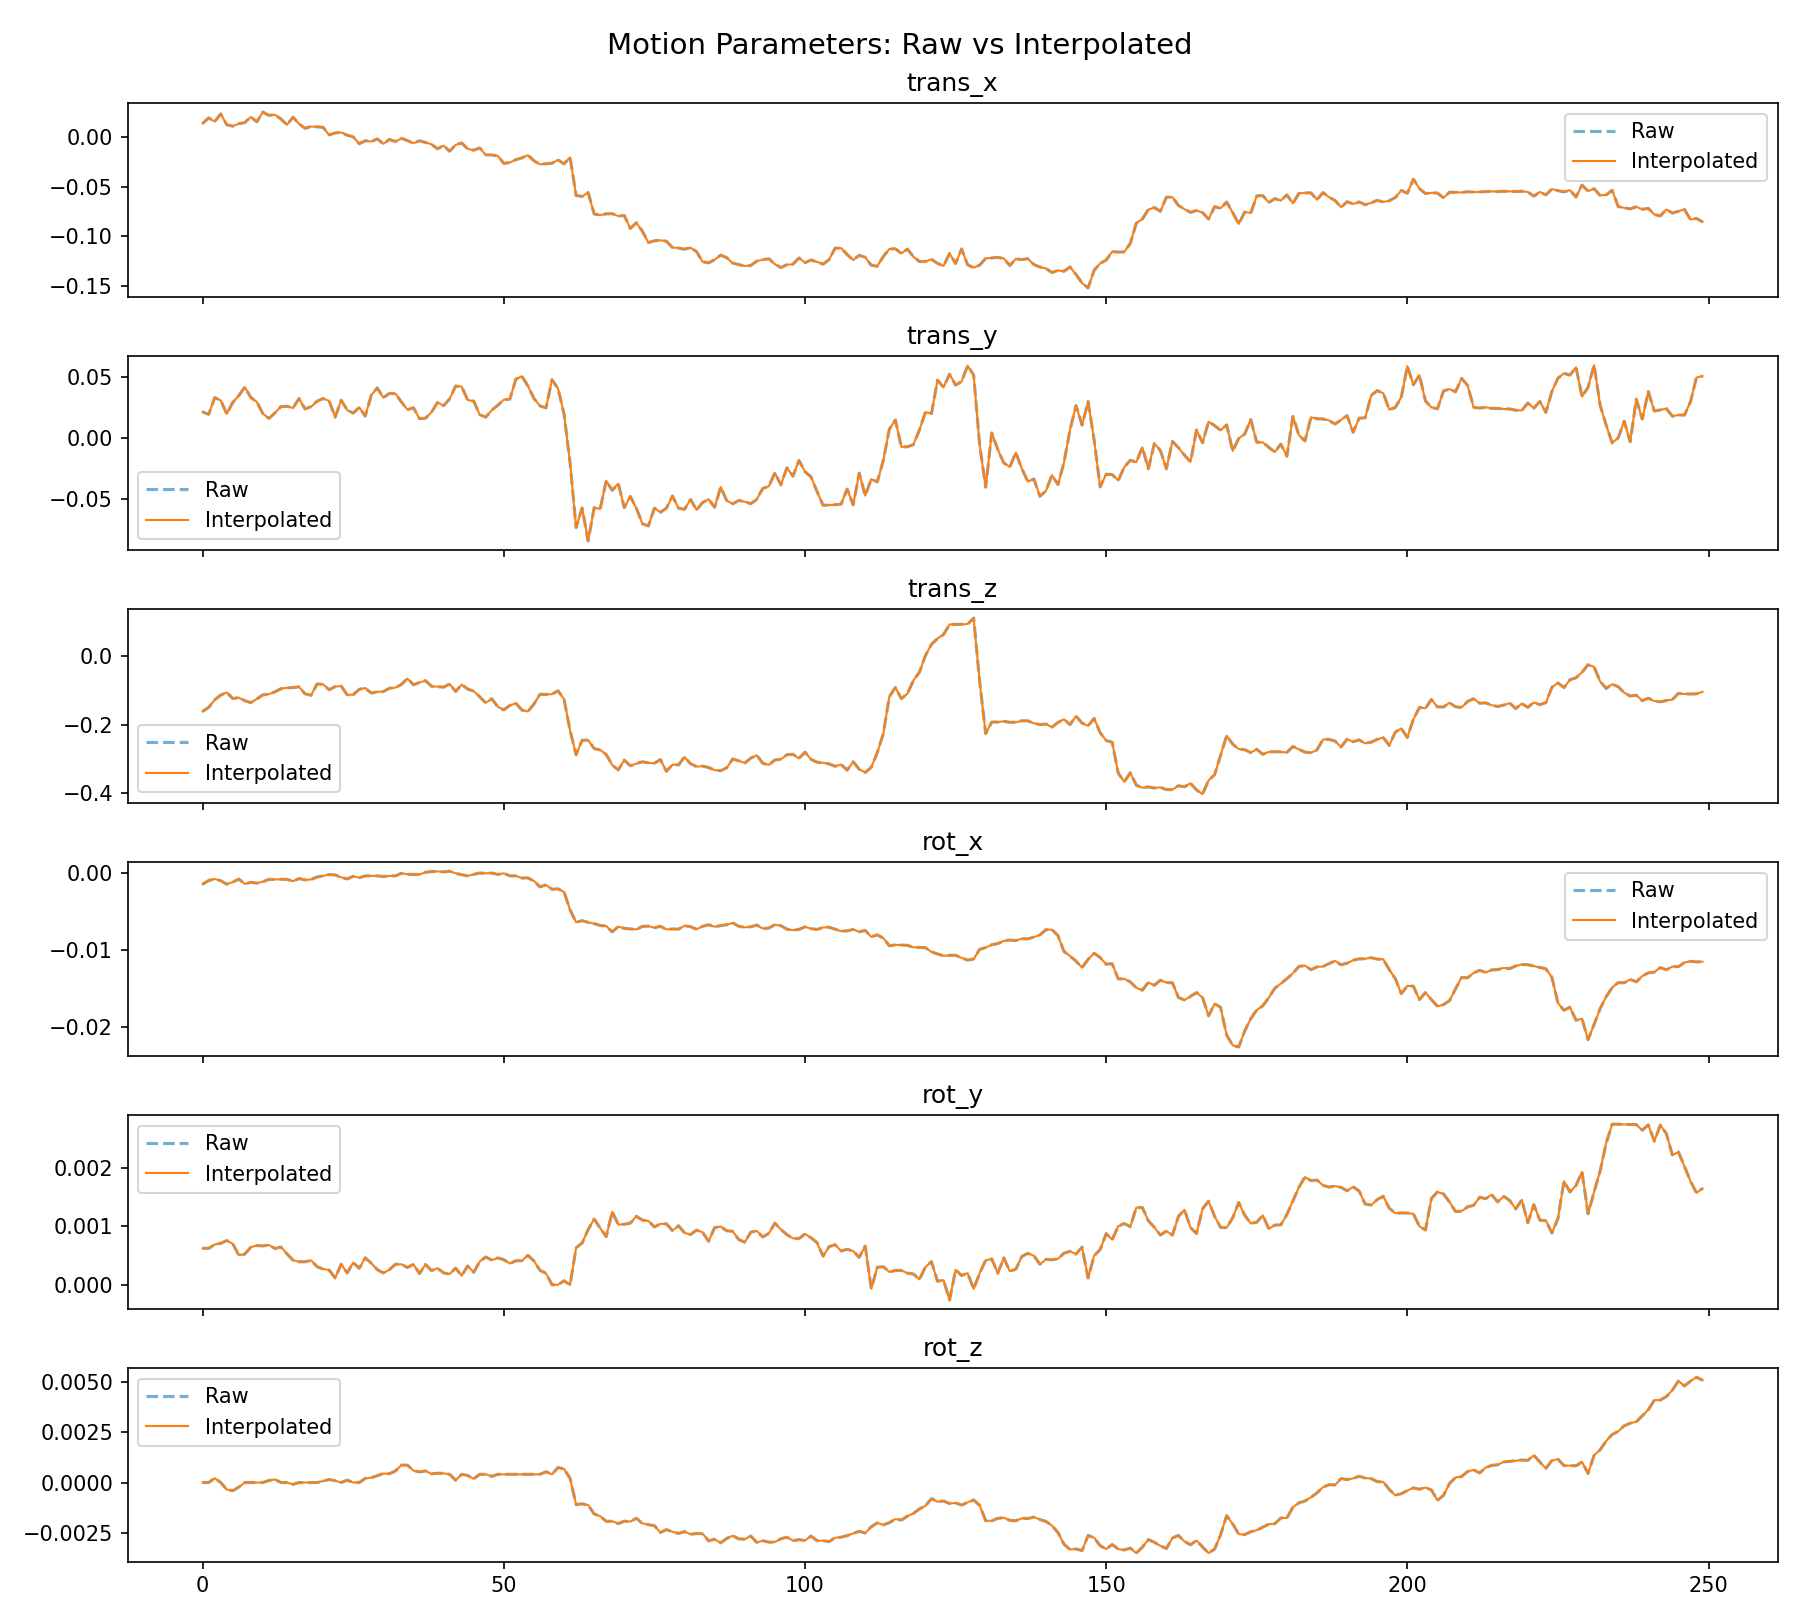 Motion Parameters: Raw vs Interpolated
trans_x
0.00
−0.05
−0.10
−0.15
Raw
Interpolated
trans_y
0.05
0.00
−0.05
Raw
Interpolated
trans_z
0.0
−0.2
−0.4
Raw
Interpolated
rot_x
0.00
−0.01
−0.02
Raw
Interpolated
rot_y
0.002
0.001
0.000
Raw
Interpolated
rot_z
0.0050
0.0025
0.0000
−0.0025
Raw
Interpolated
0 50 100 150 200 250